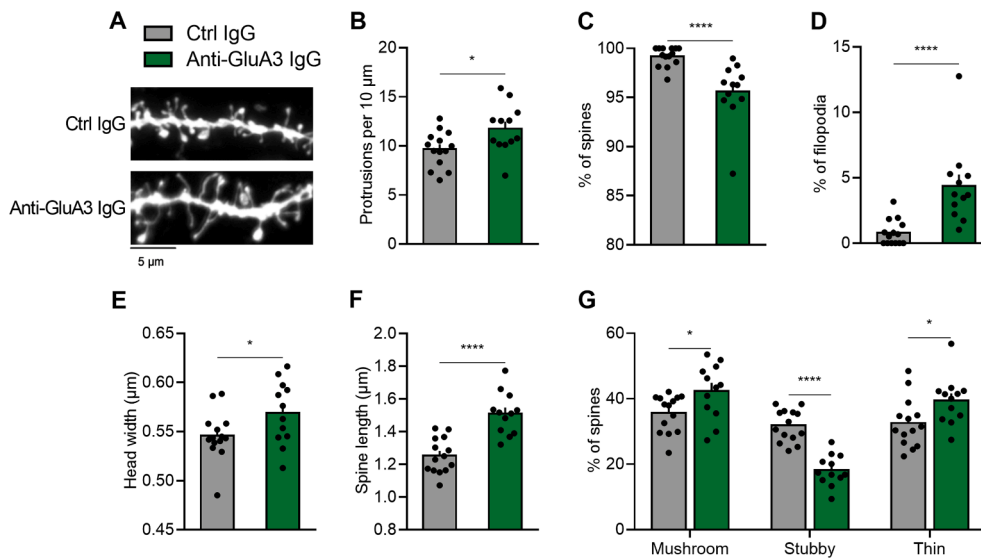 A
Ctrl IgG
Anti-GluA3 IgG
Ctrl IgG
Anti-GluA3 IgG
5 µm
B
Protrusions per 10 µm
20
15
10
5
0
*
C
% of spines
100
95
90
85
80
****
D
% of filopodia
15
10
5
0
****
E
Head width (µm)
0.65
0.60
0.55
0.50
0.45
*
F
Spine length (µm)
2.0
1.8
1.6
1.4
1.2
1.0
0.8
****
G
% of spines
60
40
20
0
*
****
*
Mushroom
Stubby
Thin